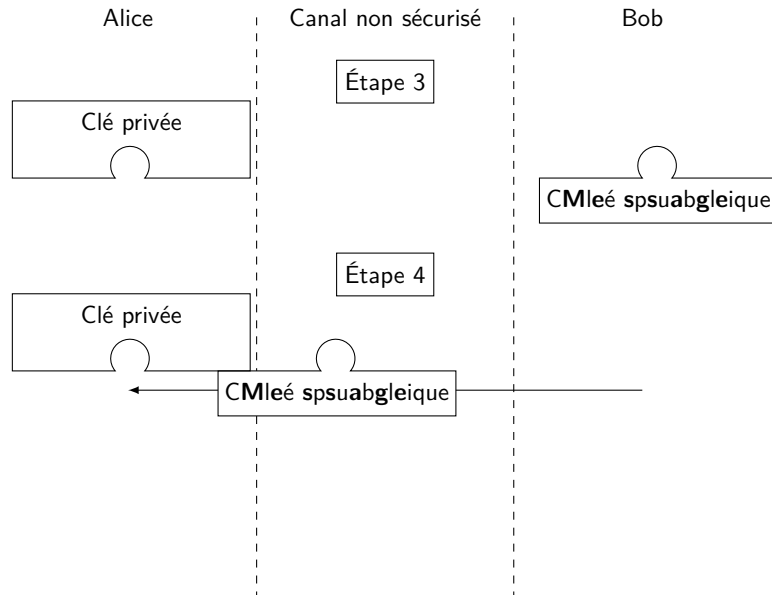 Alice Canal non sécurisé Bob
Étape 3
Clé privée
CMleé spsuabgleique
Étape 4
Clé privée
CMleé spsuabgleique